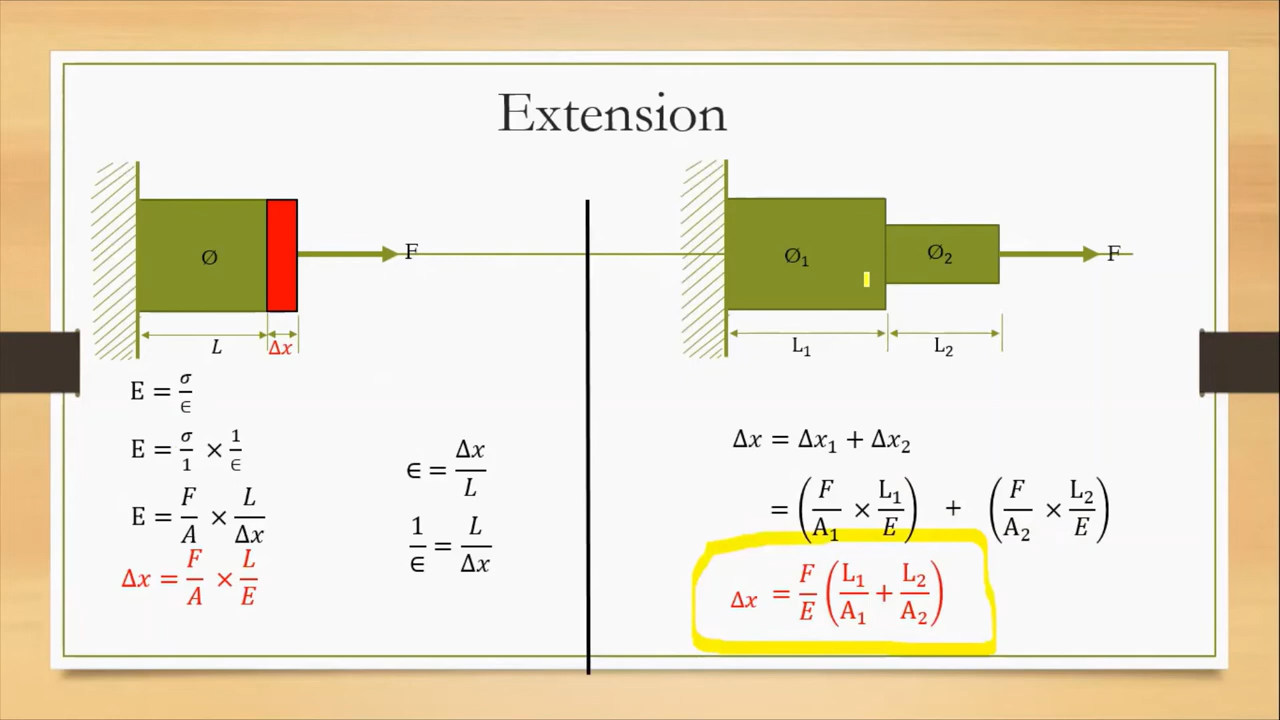 Extension
Ø
F
L
Δx
E = σ/∈
E = σ/1 × 1/∈
E = F/A × L/Δx
Δx = F/A × L/E
∈ = Δx/L
1/∈ = L/Δx
Ø₁
Ø₂
F
L₁
L₂
Δx = Δx₁ + Δx₂
= (F/A₁ × L₁/E) + (F/A₂ × L₂/E)
Δx = F/E (L₁/A₁ + L₂/A₂)